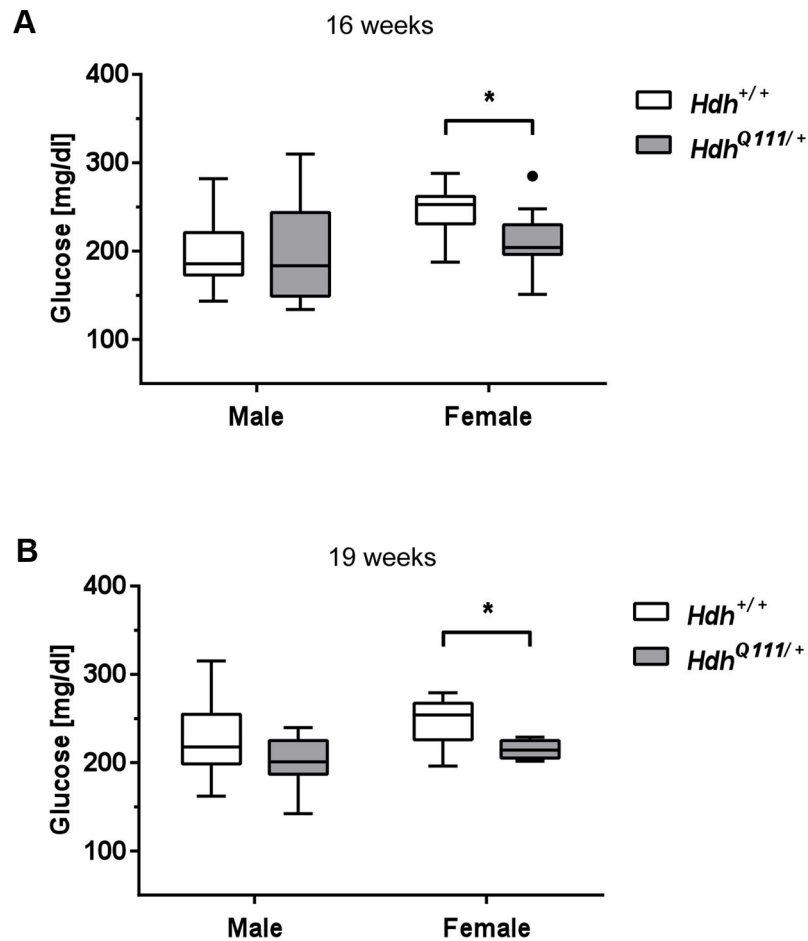 A
16 weeks
400
300
200
100
Glucose [mg/dl]
*
Hdh+/+
HdhQ111/+
Male Female
B
19 weeks
400
300
200
100
Glucose [mg/dl]
*
Hdh+/+
HdhQ111/+
Male Female